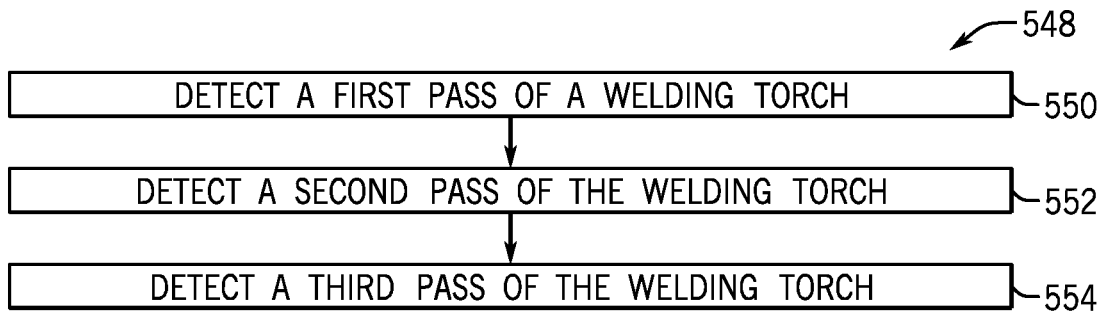 548
DETECT A FIRST PASS OF A WELDING TORCH
550
DETECT A SECOND PASS OF THE WELDING TORCH
552
DETECT A THIRD PASS OF THE WELDING TORCH
554